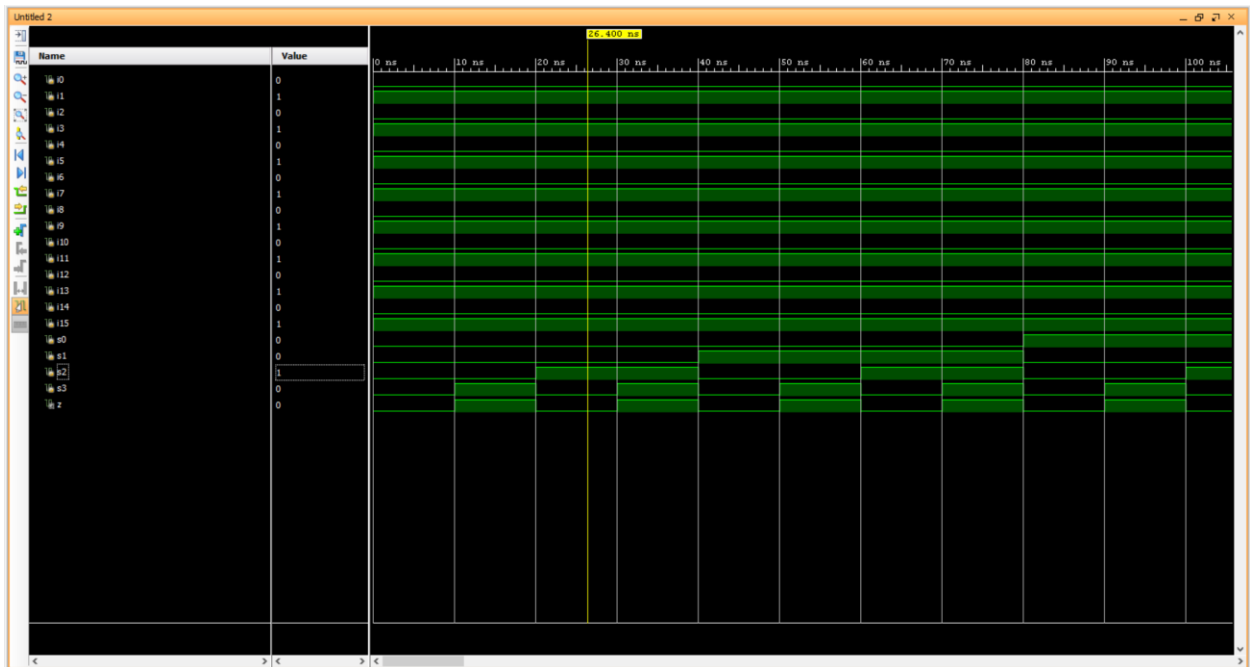 Untitled 2
26.400 ns
Name Value
0 ns 10 ns 20 ns 30 ns 40 ns 50 ns 60 ns 70 ns 80 ns 90 ns 100 ns
i0 0
i1 1
i2 0
i3 1
i4 0
i5 1
i6 0
i7 1
i8 0
i9 1
i10 0
i11 1
i12 0
i13 1
i14 0
i15 1
s0 0
s1 0
s2 1
s3 0
z 0